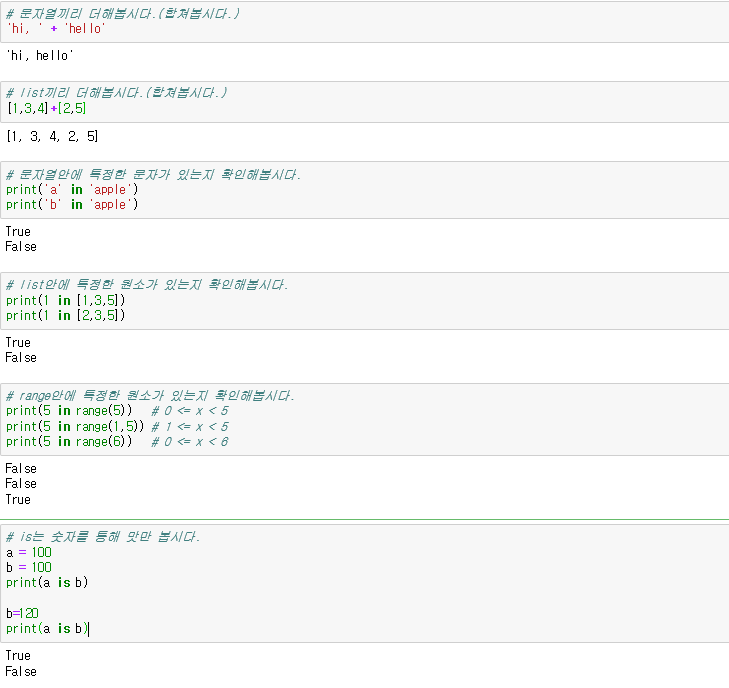 # 문자열끼리 더해봅시다.(합쳐봅시다.)
'hi, ' + 'hello'
'hi, hello'
# list끼리 더해봅시다.(합쳐봅시다.)
[1,3,4]+[2,5]
[1, 3, 4, 2, 5]
# 문자열안에 특정한 문자가 있는지 확인해봅시다.
print('a' in 'apple')
print('b' in 'apple')
True
False
# list안에 특정한 원소가 있는지 확인해봅시다.
print(1 in [1,3,5])
print(1 in [2,3,5])
True
False
# range안에 특정한 원소가 있는지 확인해봅시다.
print(5 in range(5))   # 0 <= x < 5
print(5 in range(1,5)) # 1 <= x < 5
print(5 in range(6))   # 0 <= x < 6
False
False
True
# is는 숫자를 통해 맛만 봅시다.
a = 100
b = 100
print(a is b)
b=120
print(a is b)
True
False